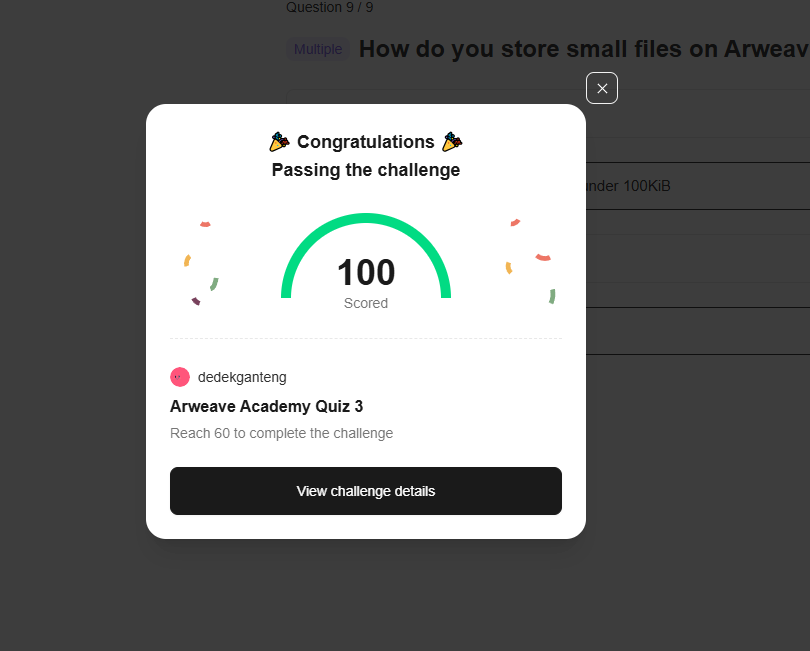 Question 9 / 9
Multiple
How do you store small files on Arweav
under 100KiB
Congratulations
Passing the challenge
100
Scored
dedekganteng
Arweave Academy Quiz 3
Reach 60 to complete the challenge
View challenge details